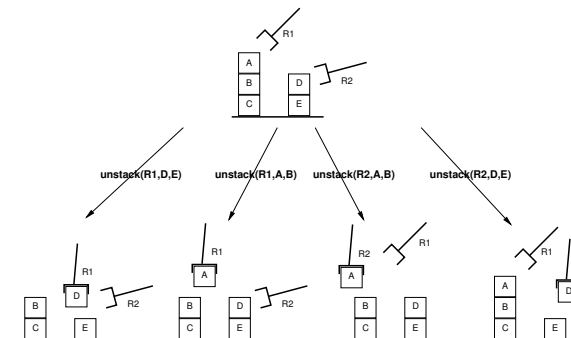 R1
A
B
C
D
E
R2
unstack(R1,D,E)
unstack(R1,A,B)
unstack(R2,A,B)
unstack(R2,D,E)
R1
D
R2
B
C
E
R1
A
B
C
D
E
R2
R2
R1
A
B
C
D
E
R1
A
B
C
D
E